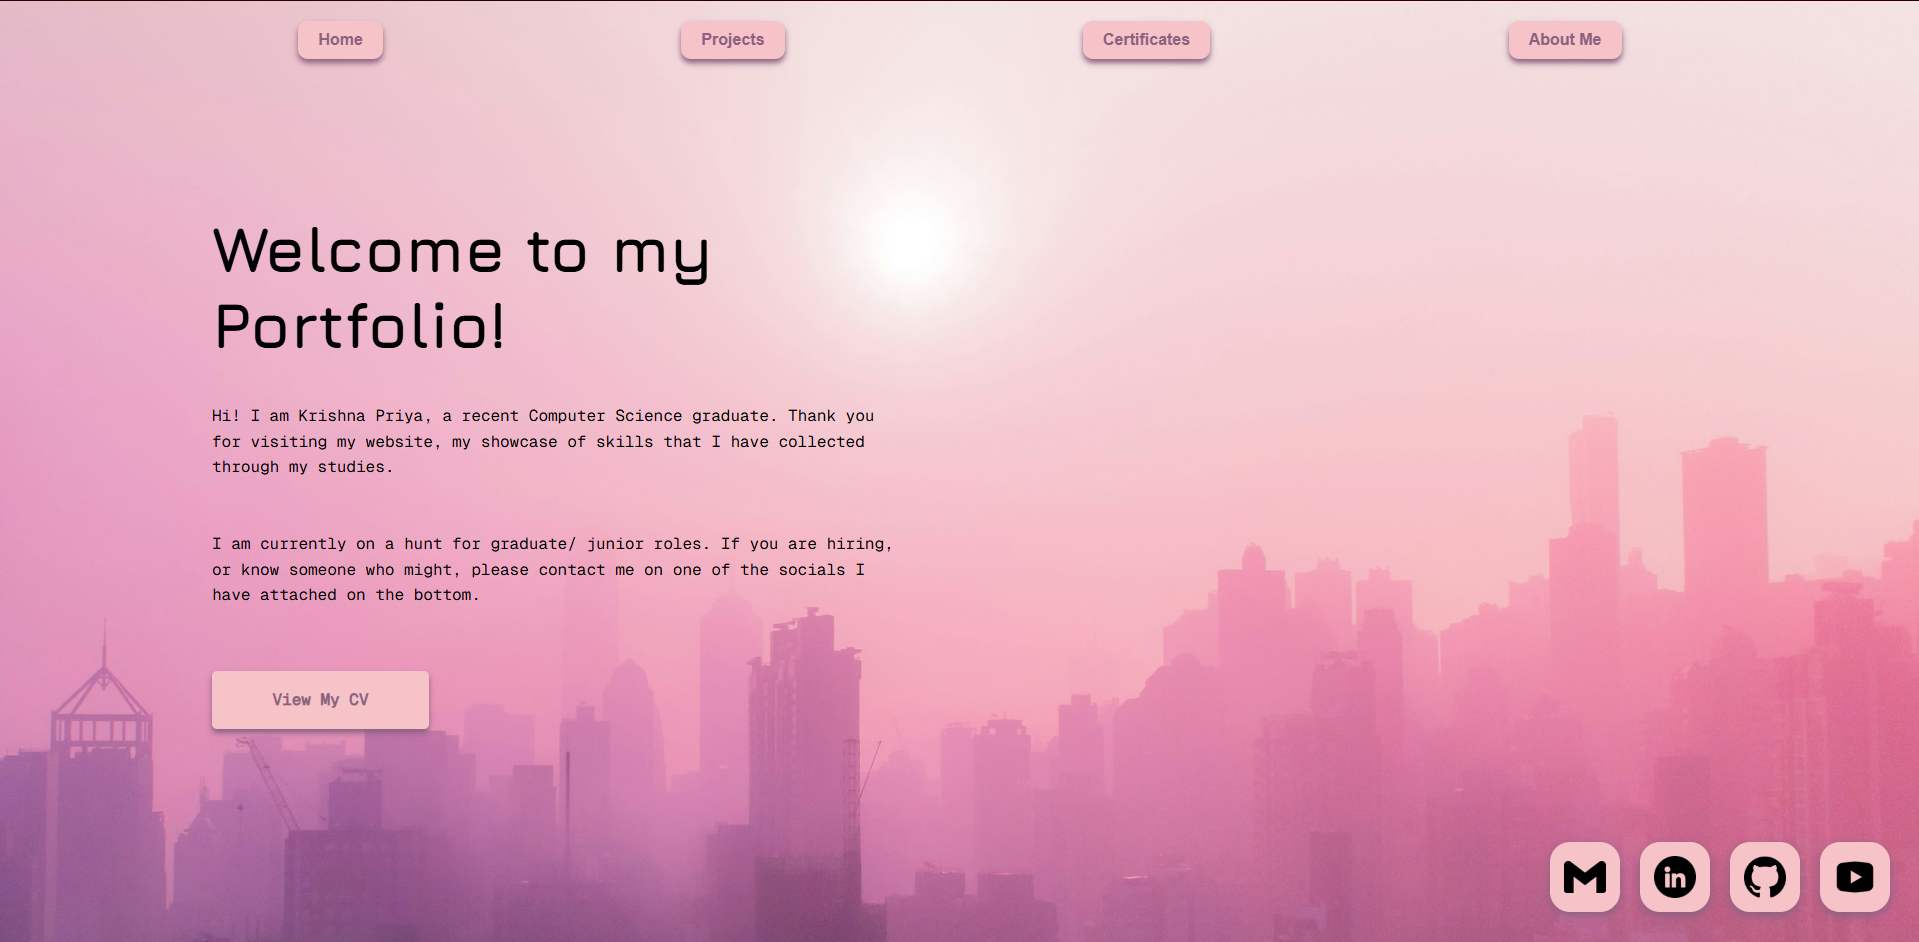 Home
Projects
Certificates
About Me
Welcome to my
Portfolio!
Hi! I am Krishna Priya, a recent Computer Science graduate. Thank you
for visiting my website, my showcase of skills that I have collected
through my studies.
I am currently on a hunt for graduate/ junior roles. If you are hiring,
or know someone who might, please contact me on one of the socials I
have attached on the bottom.
View My CV
in